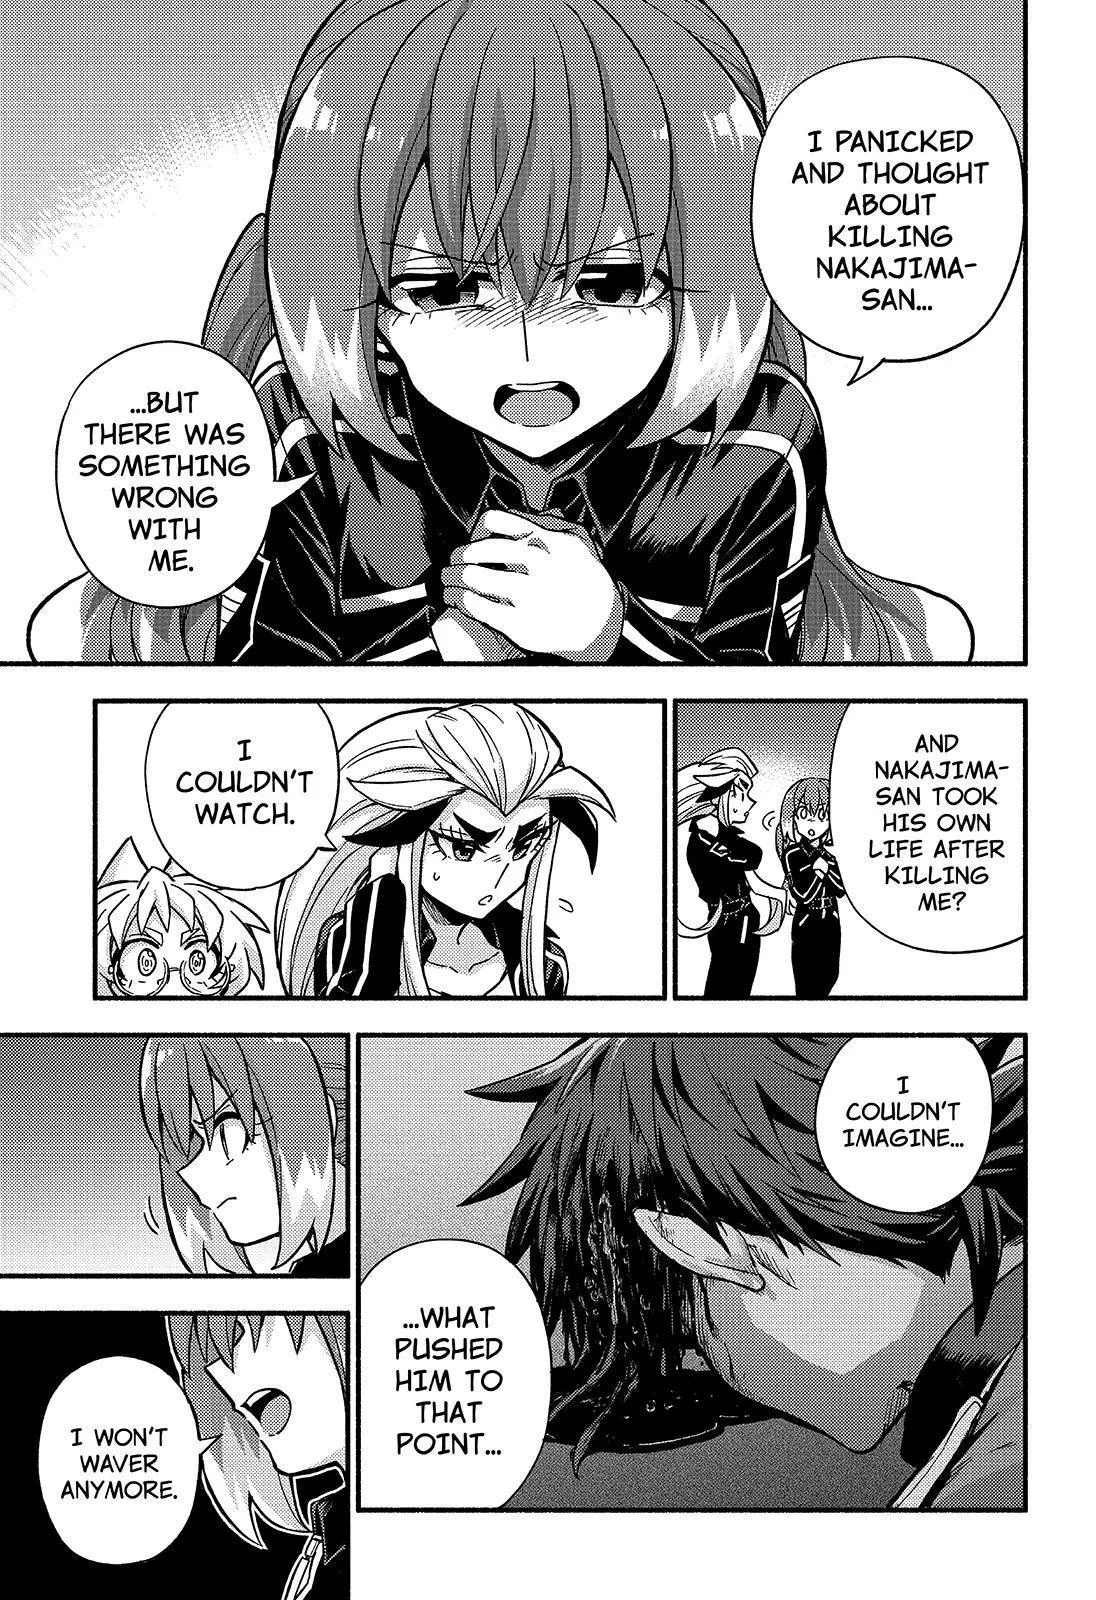 I PANICKED
AND THOUGHT
ABOUT
KILLING
NAKAJIMA-
SAN...
...BUT
THERE WAS
SOMETHING
WRONG
WITH
ME.
AND
NAKAJIMA-
SAN TOOK
HIS OWN
LIFE AFTER
KILLING
ME?
I
COULDN'T
WATCH.
I
COULDN'T
IMAGINE...
...WHAT
PUSHED
HIM TO
THAT
POINT...
I WON'T
WAVER
ANYMORE.